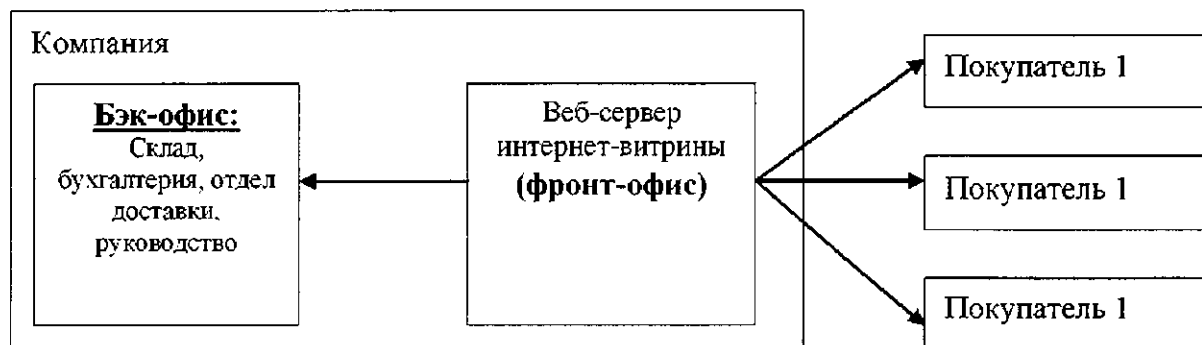 Компания
Бэк-офис:
Склад,
бухгалтерия, отдел
доставки,
руководство
Веб-сервер
интернет-витрины
(фронт-офис)
Покупатель 1
Покупатель 1
Покупатель 1